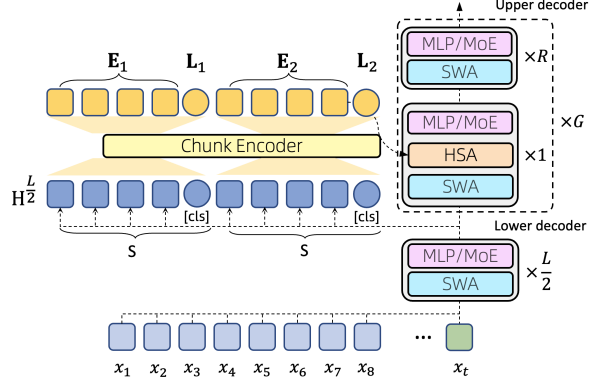 Upper decoder
E₁ L₁ E₂ L₂
MLP/MoE
×R
SWA
MLP/MoE
×G
Chunk Encoder
HSA
×1
SWA
H^{L/2}
[cls] [cls]
Lower decoder
S S
MLP/MoE
×L/2
SWA
...
x₁ x₂ x₃ x₄ x₅ x₆ x₇ x₈ xₜ